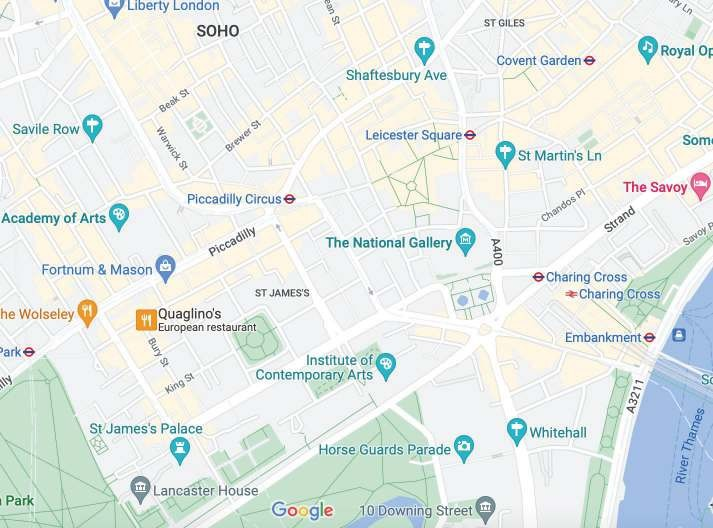 Liberty London
SOHO
ST GILES
Covent Garden
Royal Op
Shaftesbury Ave
Beak St
Savile Row
Brewer St
Warwick St
Leicester Square
St Martin's Ln
Some
Piccadilly Circus
The Savoy
Chandos Pl
Strand
Academy of Arts
Piccadilly
The National Gallery
A400
Savoy P
Fortnum & Mason
Charing Cross
Charing Cross
ST JAMES'S
he Wolseley
Quaglino's
European restaurant
Embankment
Park
Bury St
King St
Institute of
Contemporary Arts
A3211
St James's Palace
Whitehall
Horse Guards Parade
River Thames
Lancaster House
Park
Google
10 Downing Street